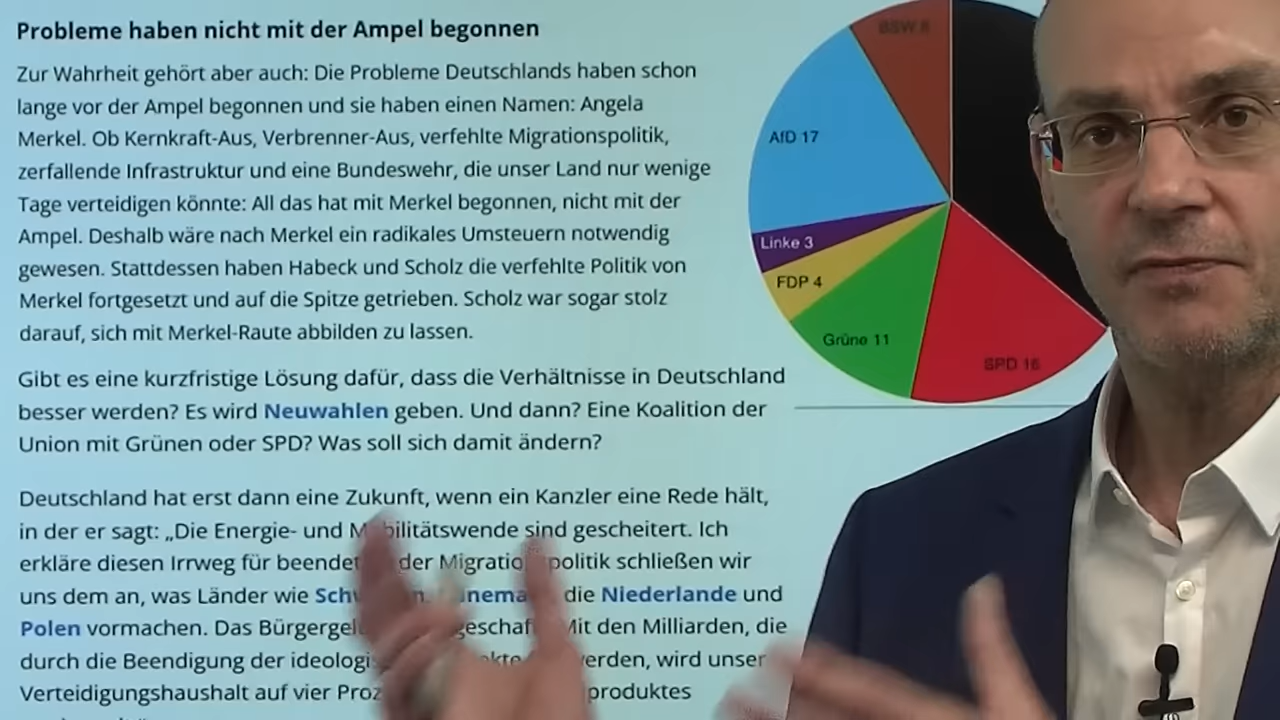 Probleme haben nicht mit der Ampel begonnen
Zur Wahrheit gehört aber auch: Die Probleme Deutschlands haben schon
lange vor der Ampel begonnen und sie haben einen Namen: Angela
Merkel. Ob Kernkraft-Aus, Verbrenner-Aus, verfehlte Migrationspolitik,
zerfallende Infrastruktur und eine Bundeswehr, die unser Land nur wenige
Tage verteidigen könnte: All das hat mit Merkel begonnen, nicht mit der
Ampel. Deshalb wäre nach Merkel ein radikales Umsteuern notwendig
gewesen. Stattdessen haben Habeck und Scholz die verfehlte Politik von
Merkel fortgesetzt und auf die Spitze getrieben. Scholz war sogar stolz
darauf, sich mit Merkel-Raute abbilden zu lassen.
Gibt es eine kurzfristige Lösung dafür, dass die Verhältnisse in Deutschland
besser werden? Es wird Neuwahlen geben. Und dann? Eine Koalition der
Union mit Grünen oder SPD? Was soll sich damit ändern?
Deutschland hat erst dann eine Zukunft, wenn ein Kanzler eine Rede hält,
in der er sagt: „Die Energie- und Mobilitätswende sind gescheitert. Ich
erkläre diesen Irrweg für beendet der Migrationspolitik schließen wir
uns dem an, was Länder wie die Niederlande und
Polen vormachen. Das Mit den Milliarden, die
durch die Beendigung der werden, wird unser
Verteidigungshaushalt auf vier produktes
BSW 8
AfD 17
Linke 3
FDP 4
Grüne 11
SPD 16